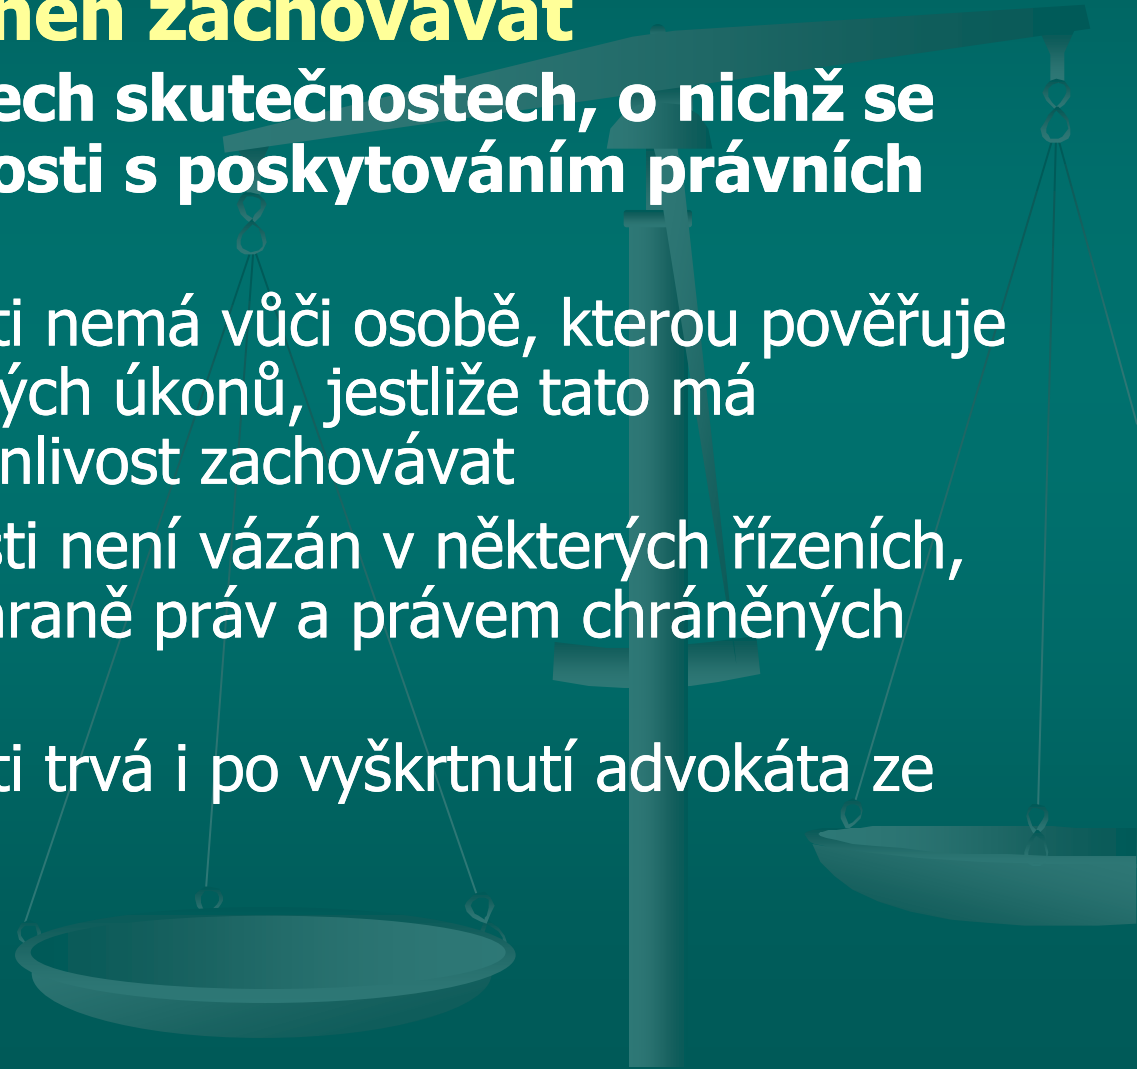 nen zachovávat
ech skutečnostech, o nichž se
osti s poskytováním právních
ti nemá vůči osobě, kterou pověřuje
ých úkonů, jestliže tato má
nlivost zachovávat
sti není vázán v některých řízeních,
hraně práv a právem chráněných
ti trvá i po vyškrtnutí advokáta ze